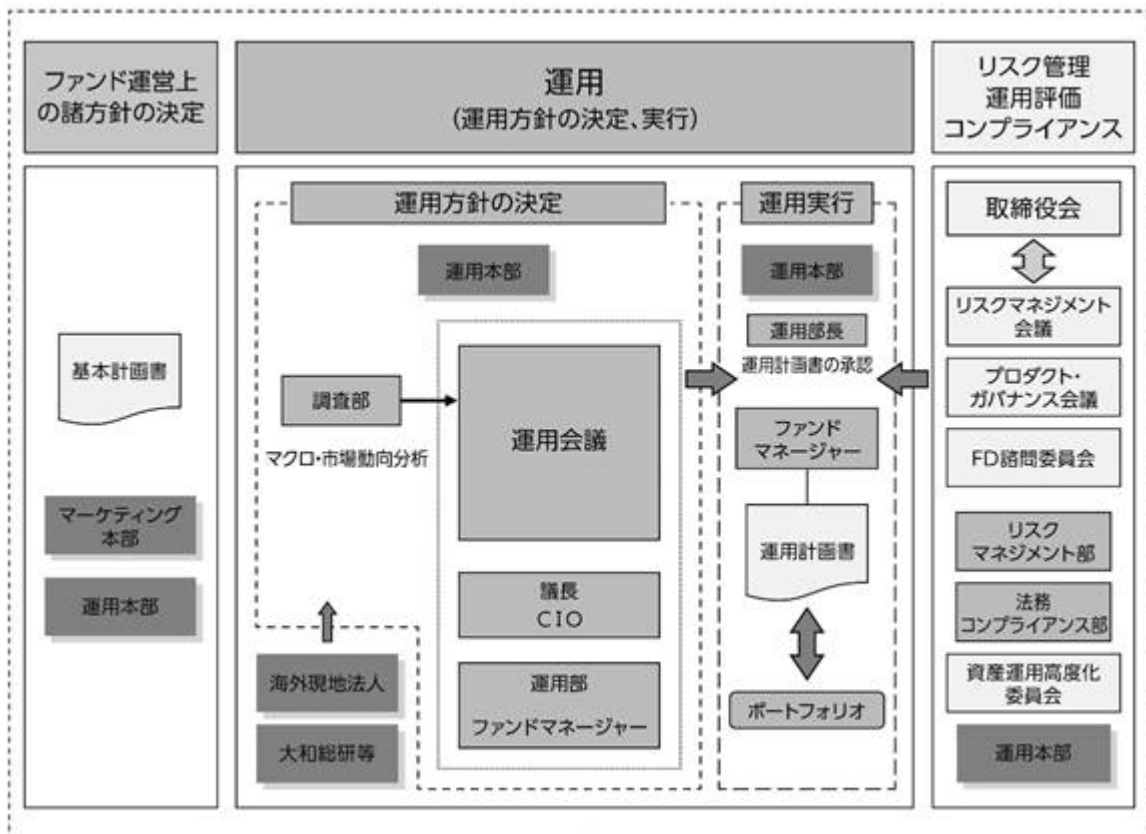 ファンド運営上
の諸方針の決定
運用
(運用方針の決定、実行)
リスク管理
運用評価
コンプライアンス
基本計画書
マーケティング
本部
運用本部
運用方針の決定
運用本部
調査部
マクロ・市場動向分析
運用会議
議長
CIO
運用部
ファンドマネージャー
海外現地法人
大和総研等
運用実行
運用本部
運用部長
運用計画書の承認
ファンド
マネージャー
運用計画書
ポートフォリオ
取締役会
リスクマネジメント
会議
プロダクト・
ガバナンス会議
FD諮問委員会
リスク
マネジメント部
法務
コンプライアンス部
資産運用高度化
委員会
運用本部